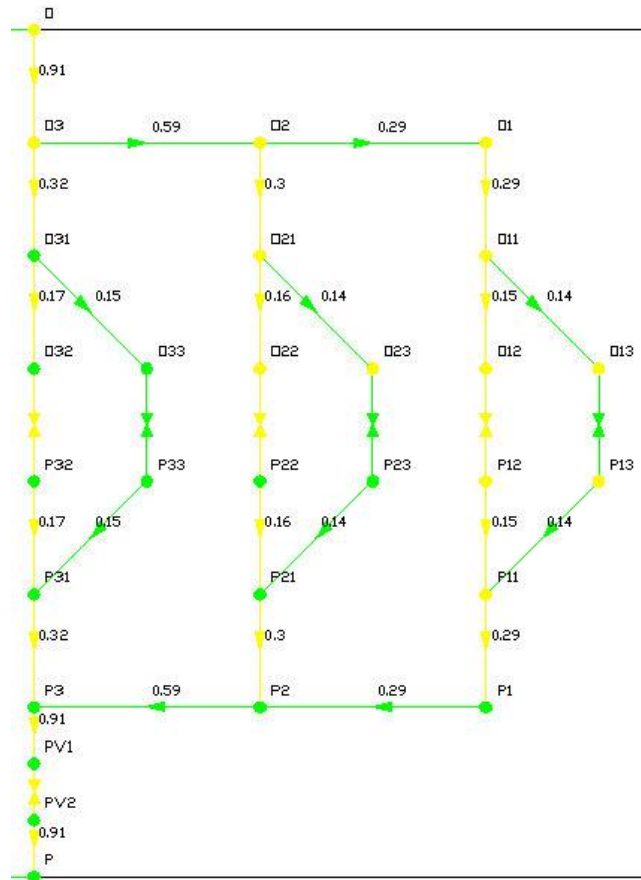 □
0.91
□3 0.59 □2 0.29 □1
0.32 0.3 0.29
□31 □21 □11
0.17 0.15 0.16 0.14 0.15 0.14
□32 □33 □22 □23 □12 □13
P32 P33 P22 P23 P12 P13
0.17 0.15 0.16 0.14 0.15 0.14
P31 P21 P11
0.32 0.3 0.29
P3 0.59 P2 0.29 P1
0.91
PV1
PV2
0.91
P